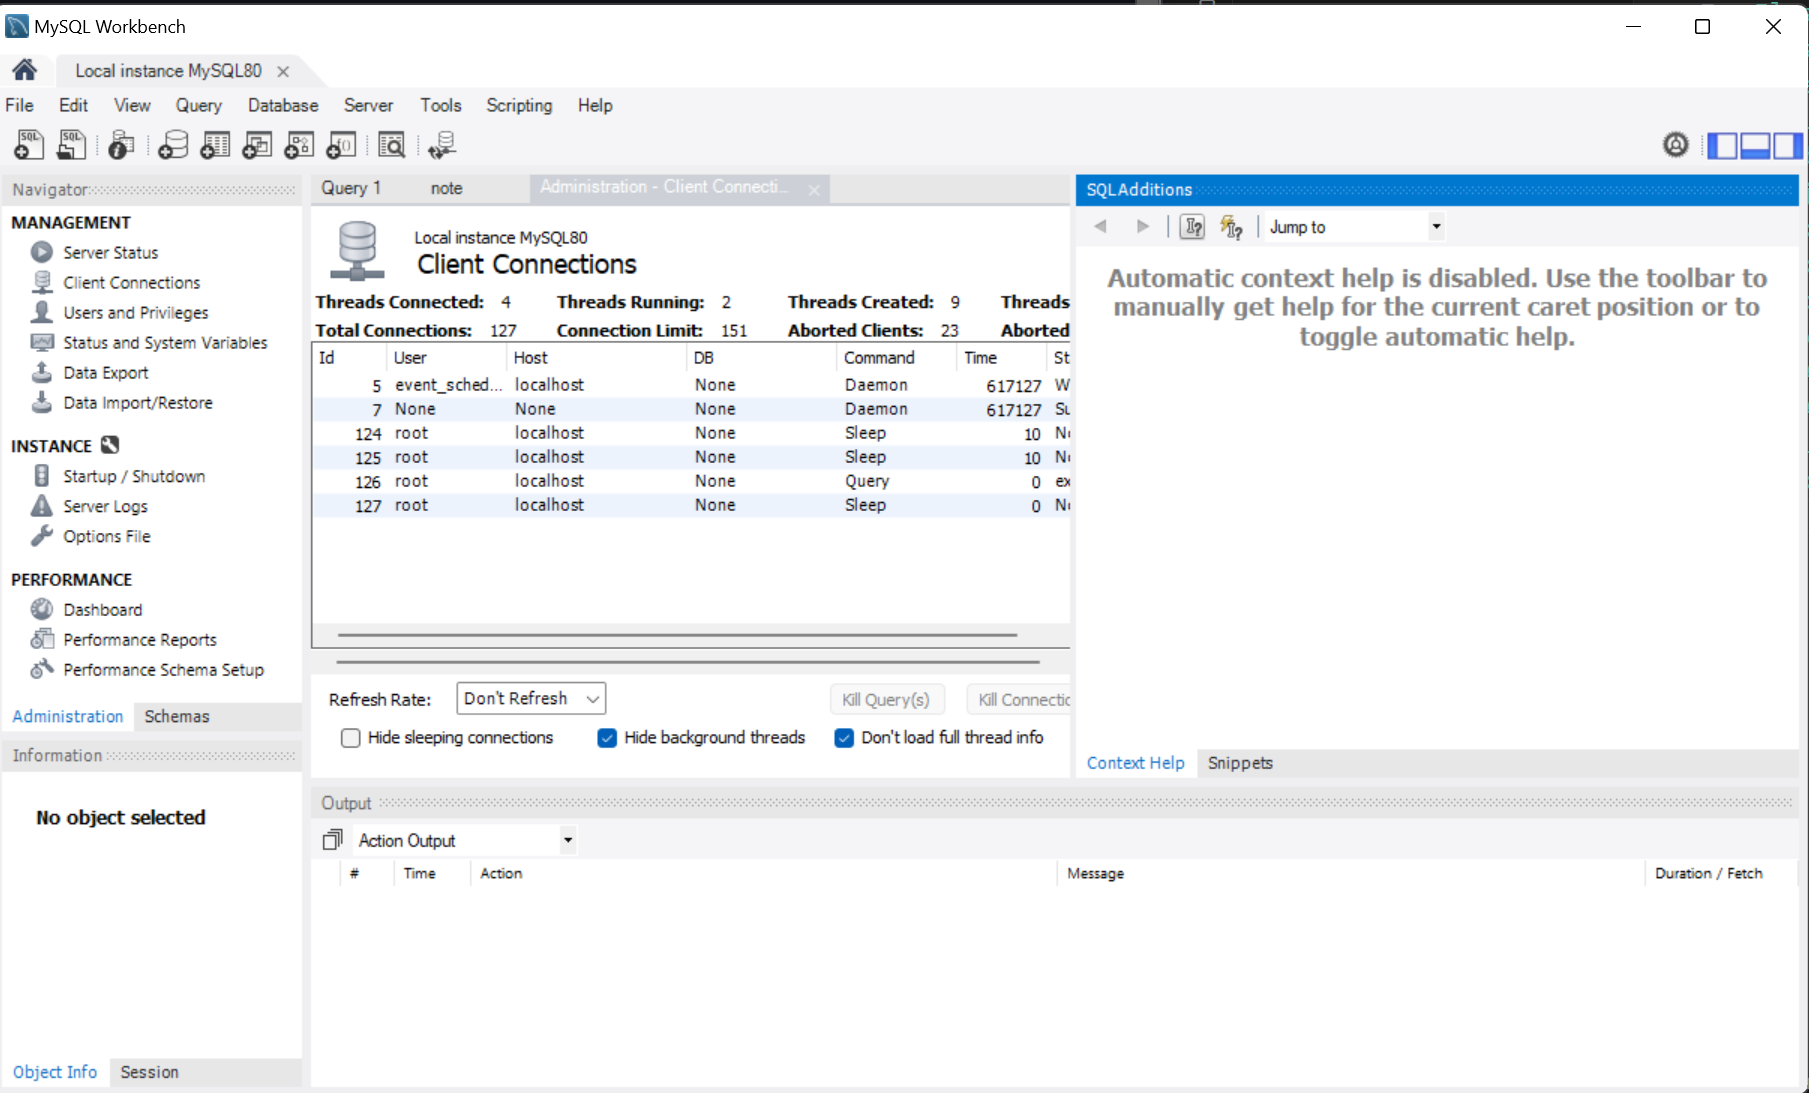 MySQL Workbench
Local instance MySQL80
File Edit View Query Database Server Tools Scripting Help
Navigator
MANAGEMENT
Server Status
Client Connections
Users and Privileges
Status and System Variables
Data Export
Data Import/Restore
INSTANCE
Startup / Shutdown
Server Logs
Options File
PERFORMANCE
Dashboard
Performance Reports
Performance Schema Setup
Administration Schemas
Information
No object selected
Object Info Session
Query 1 note Administration - Client Connecti...
Local instance MySQL80
Client Connections
Threads Connected: 4 Threads Running: 2 Threads Created: 9 Threads
Total Connections: 127 Connection Limit: 151 Aborted Clients: 23 Aborted
Id User Host DB Command Time St
5 event_sched... localhost None Daemon 617127 W
7 None None None Daemon 617127 Su
124 root localhost None Sleep 10 No
125 root localhost None Sleep 10 No
126 root localhost None Query 0 ex
127 root localhost None Sleep 0 No
Refresh Rate: Don't Refresh Kill Query(s) Kill Connectio
Hide sleeping connections Hide background threads Don't load full thread info
SQLAdditions
Jump to
Automatic context help is disabled. Use the toolbar to
manually get help for the current caret position or to
toggle automatic help.
Context Help Snippets
Output
Action Output
# Time Action Message Duration / Fetch